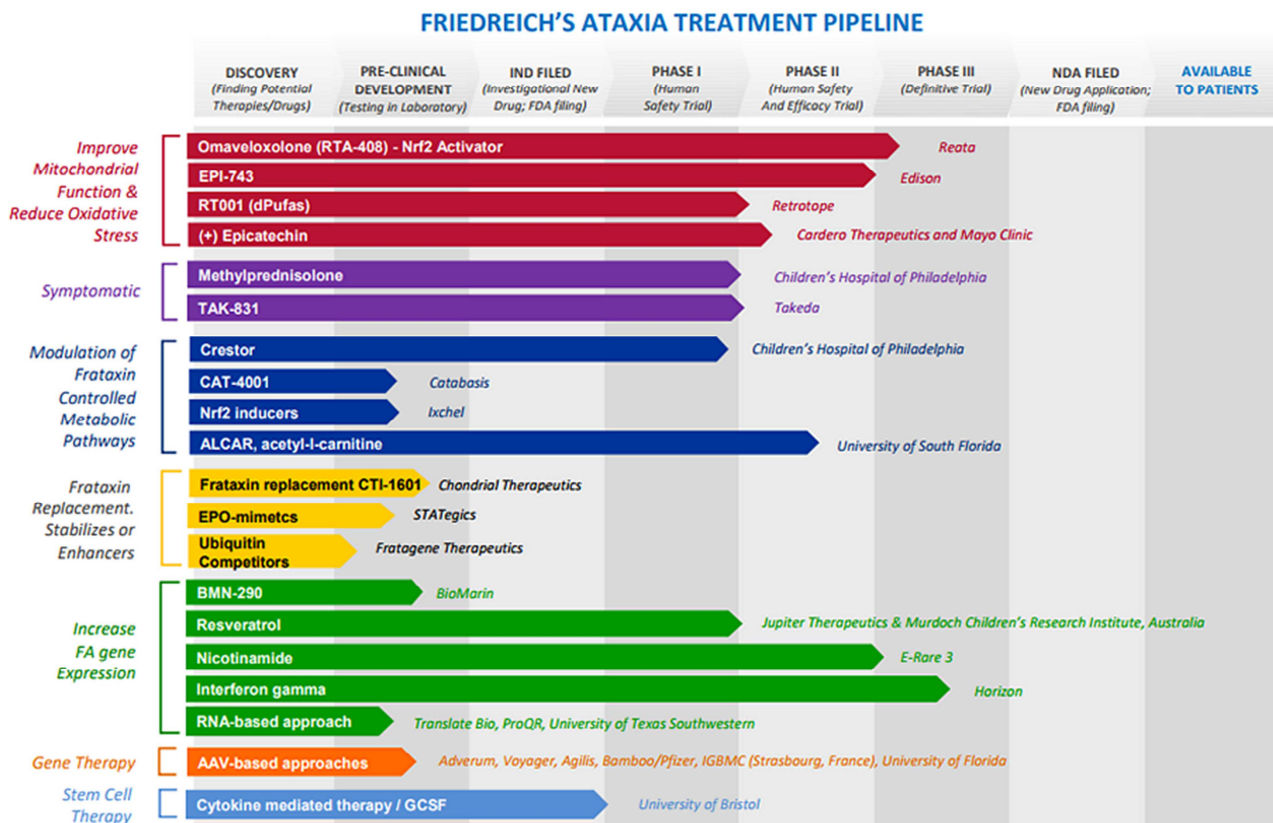 FRIEDREICH'S ATAXIA TREATMENT PIPELINE
DISCOVERY
(Finding Potential
Therapies/Drugs)
PRE-CLINICAL
DEVELOPMENT
(Testing in Laboratory)
IND FILED
(Investigational New
Drug; FDA filing)
PHASE I
(Human
Safety Trial)
PHASE II
(Human Safety
And Efficacy Trial)
PHASE III
(Definitive Trial)
NDA FILED
(New Drug Application;
FDA filing)
AVAILABLE
TO PATIENTS
Improve
Mitochondrial
Function &
Reduce Oxidative
Stress
Omaveloxolone (RTA-408) - Nrf2 Activator
Reata
EPI-743
Edison
RT001 (dPufas)
Retrotope
(+) Epicatechin
Cardero Therapeutics and Mayo Clinic
Symptomatic
Methylprednisolone
Children's Hospital of Philadelphia
TAK-831
Takeda
Modulation of
Frataxin
Controlled
Metabolic
Pathways
Crestor
Children's Hospital of Philadelphia
CAT-4001
Catabasis
Nrf2 inducers
Ixchel
ALCAR, acetyl-l-carnitine
University of South Florida
Frataxin
Replacement.
Stabilizes or
Enhancers
Frataxin replacement CTI-1601
Chondrial Therapeutics
EPO-mimetcs
STATegics
Ubiquitin
Competitors
Fratagene Therapeutics
Increase
FA gene
Expression
BMN-290
BioMarin
Resveratrol
Jupiter Therapeutics & Murdoch Children's Research Institute, Australia
Nicotinamide
E-Rare 3
Interferon gamma
Horizon
RNA-based approach
Translate Bio, ProQR, University of Texas Southwestern
Gene Therapy
AAV-based approaches
Adverum, Voyager, Agilis, Bamboo/Pfizer, IGBMC (Strasbourg, France), University of Florida
Stem Cell
Therapy
Cytokine mediated therapy / GCSF
University of Bristol